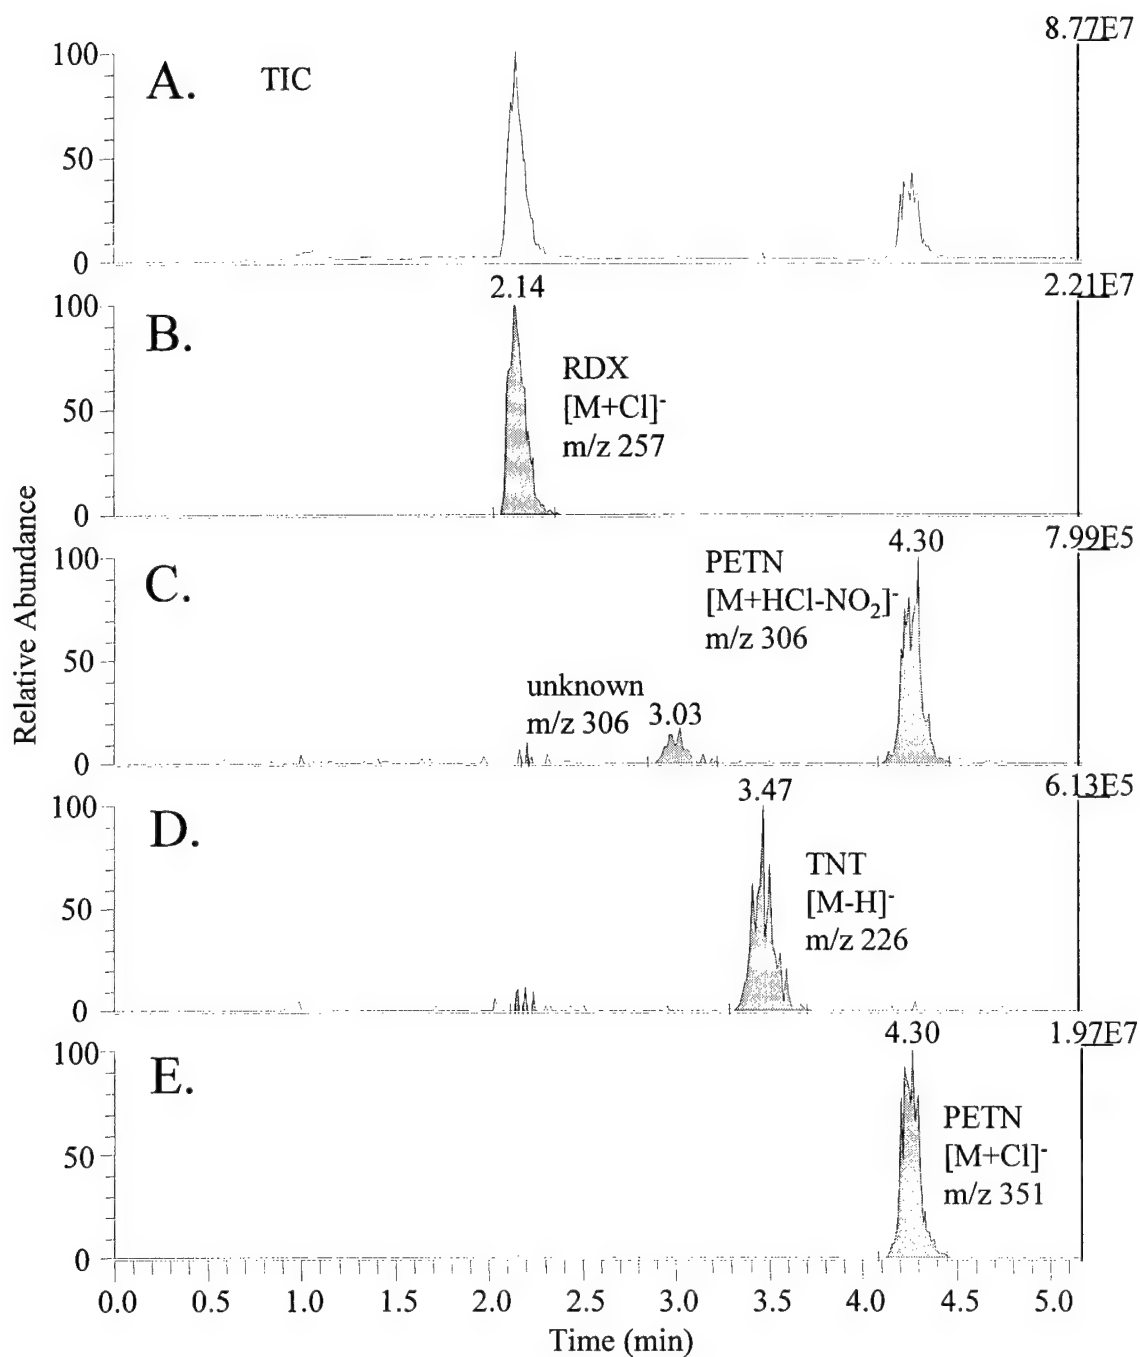 8.77E7
100
A. TIC
50
0
2.14
2.21E7
100
B.
RDX
[M+Cl]-
m/z 257
50
0
4.30
7.99E5
100
C.
PETN
[M+HCl-NO₂]-
m/z 306
50
unknown
m/z 306 3.03
0
3.47
6.13E5
100
D.
TNT
[M-H]-
m/z 226
50
0
4.30
1.97E7
100
E.
PETN
[M+Cl]-
m/z 351
50
0
Relative Abundance
0.0 0.5 1.0 1.5 2.0 2.5 3.0 3.5 4.0 4.5 5.0
Time (min)